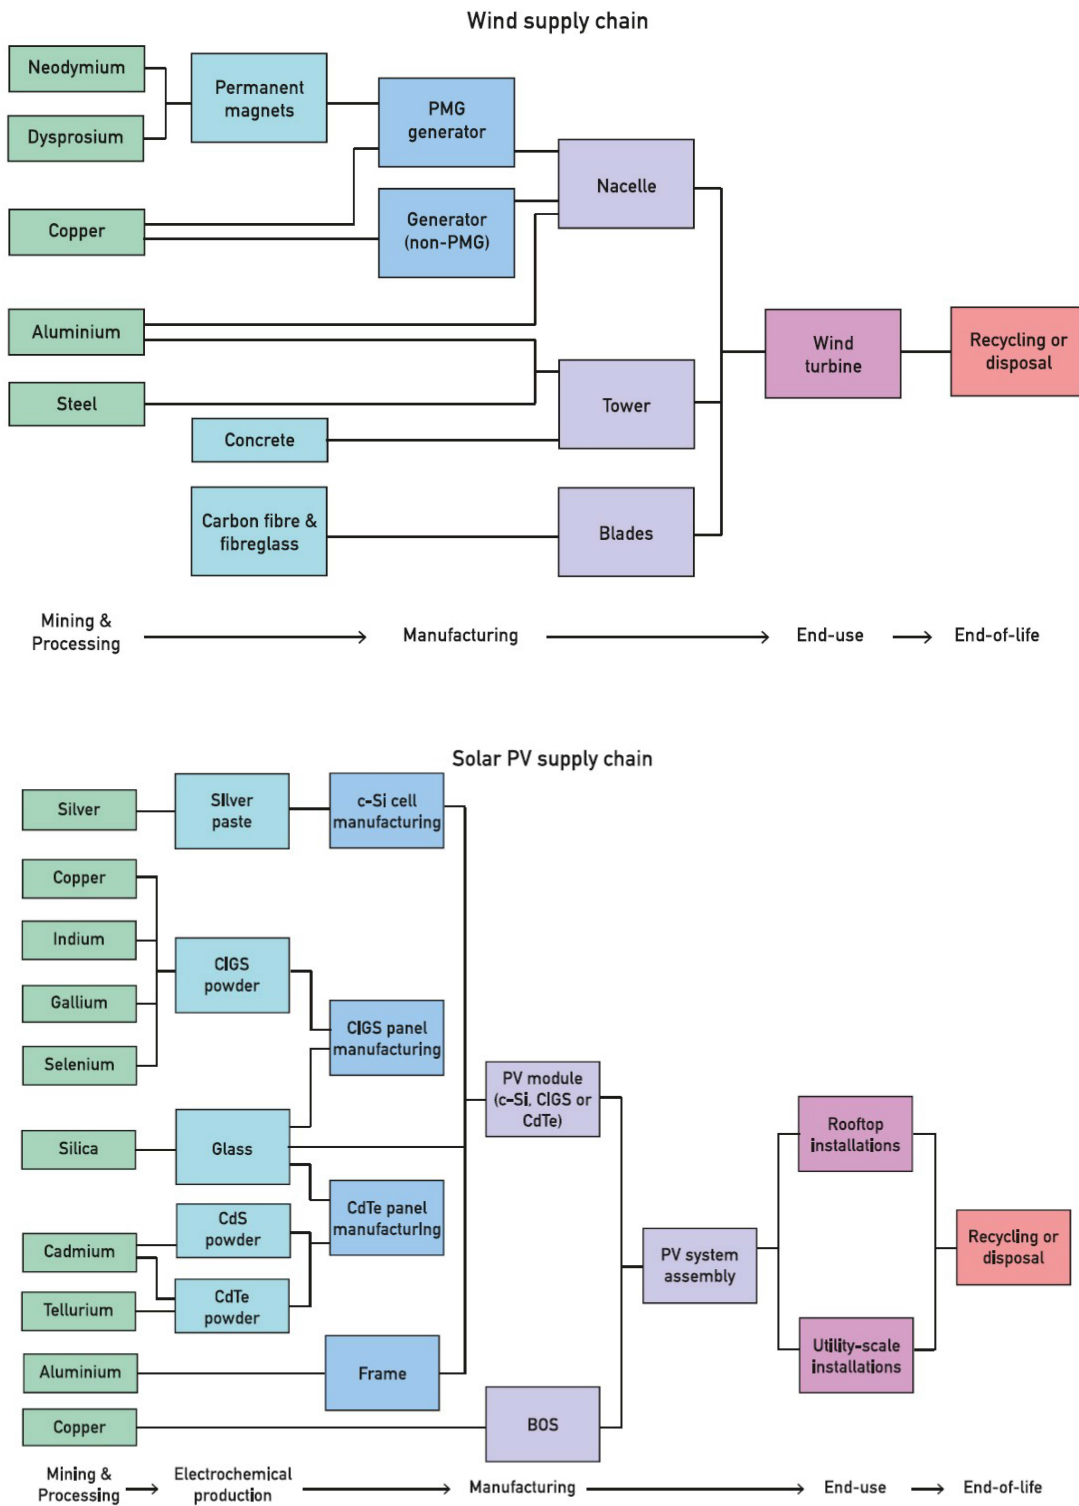 Wind supply chain
Neodymium
Dysprosium
Permanent
magnets
PMG
generator
Copper
Generator
(non-PMG)
Nacelle
Aluminium
Steel
Tower
Wind
turbine
Recycling or
disposal
Concrete
Carbon fibre &
fibreglass
Blades
Mining &
Processing
Manufacturing
End-use
End-of-life
Solar PV supply chain
Silver
Silver
paste
c-Si cell
manufacturing
Copper
Indium
Gallium
Selenium
CIGS
powder
CIGS panel
manufacturing
Silica
Glass
PV module
(c-Si, CIGS or
CdTe)
Rooftop
installations
Cadmium
CdS
powder
CdTe panel
manufacturing
Tellurium
CdTe
powder
PV system
assembly
Recycling or
disposal
Aluminium
Frame
Utility-scale
installations
Copper
BOS
Mining &
Processing
Electrochemical
production
Manufacturing
End-use
End-of-life